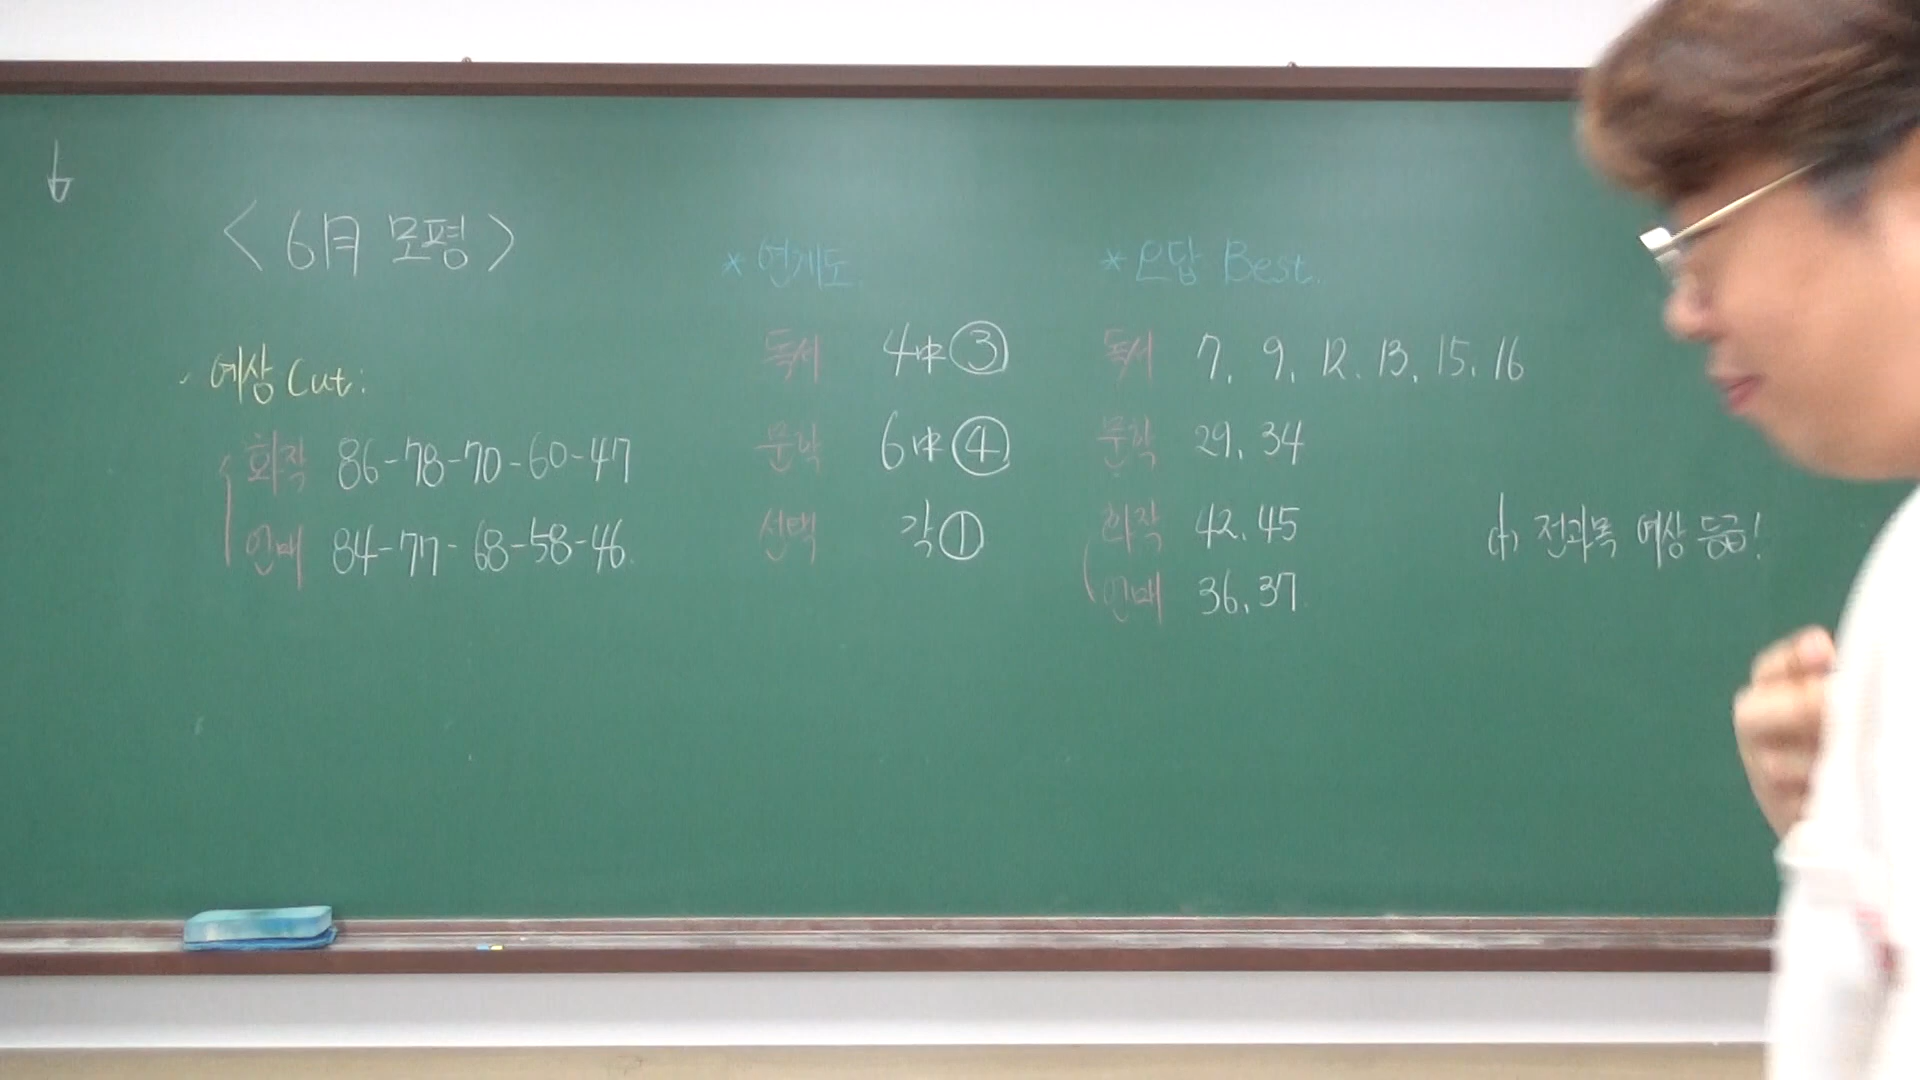 <6月 모평>
예상 Cut:
화작 86-78-70-60-47
언매 84-77-68-58-46.
* 연계도
독서 4中③
문학 6中④
선택 각①
* 오답 Best.
독서 7, 9, 12, 13, 15, 16
문학 29, 34
화작 42, 45
언매 36, 37.
전과목 예상 등급!